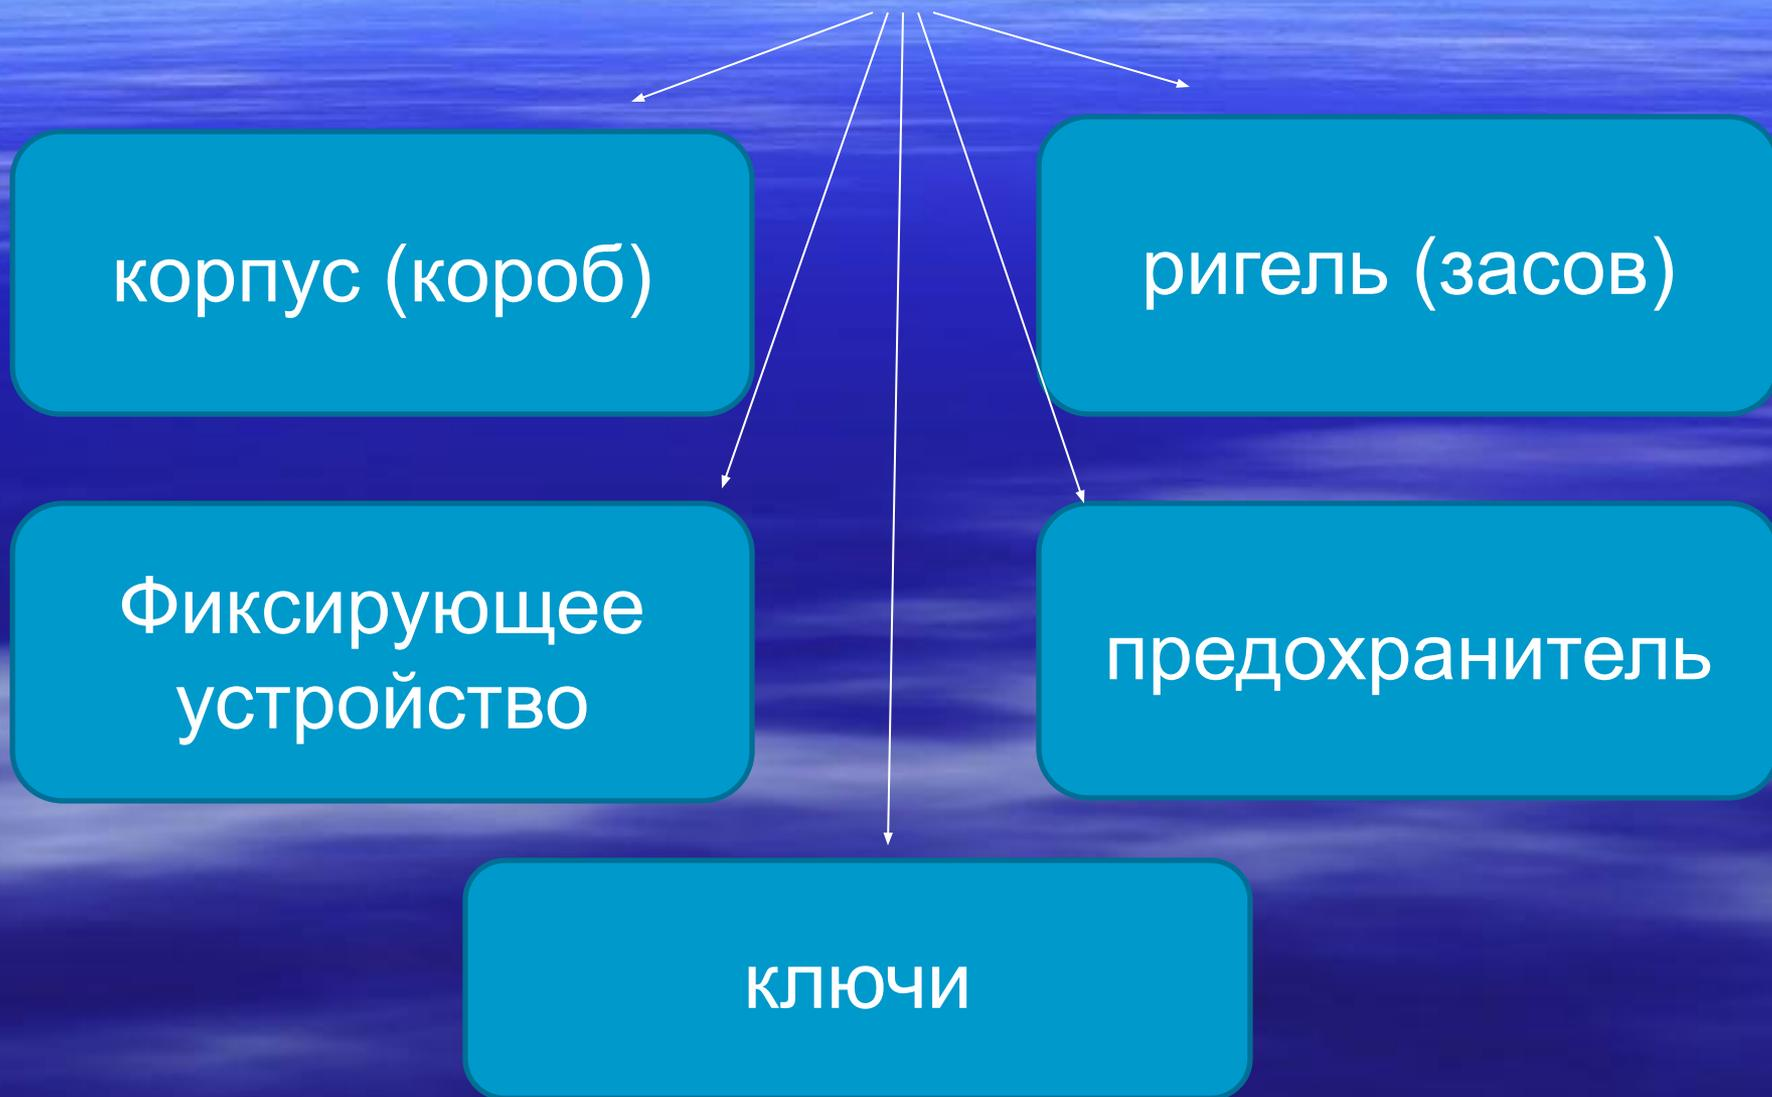 корпус (короб)
ригель (засов)
Фиксирующее
устройство
предохранитель
ключи